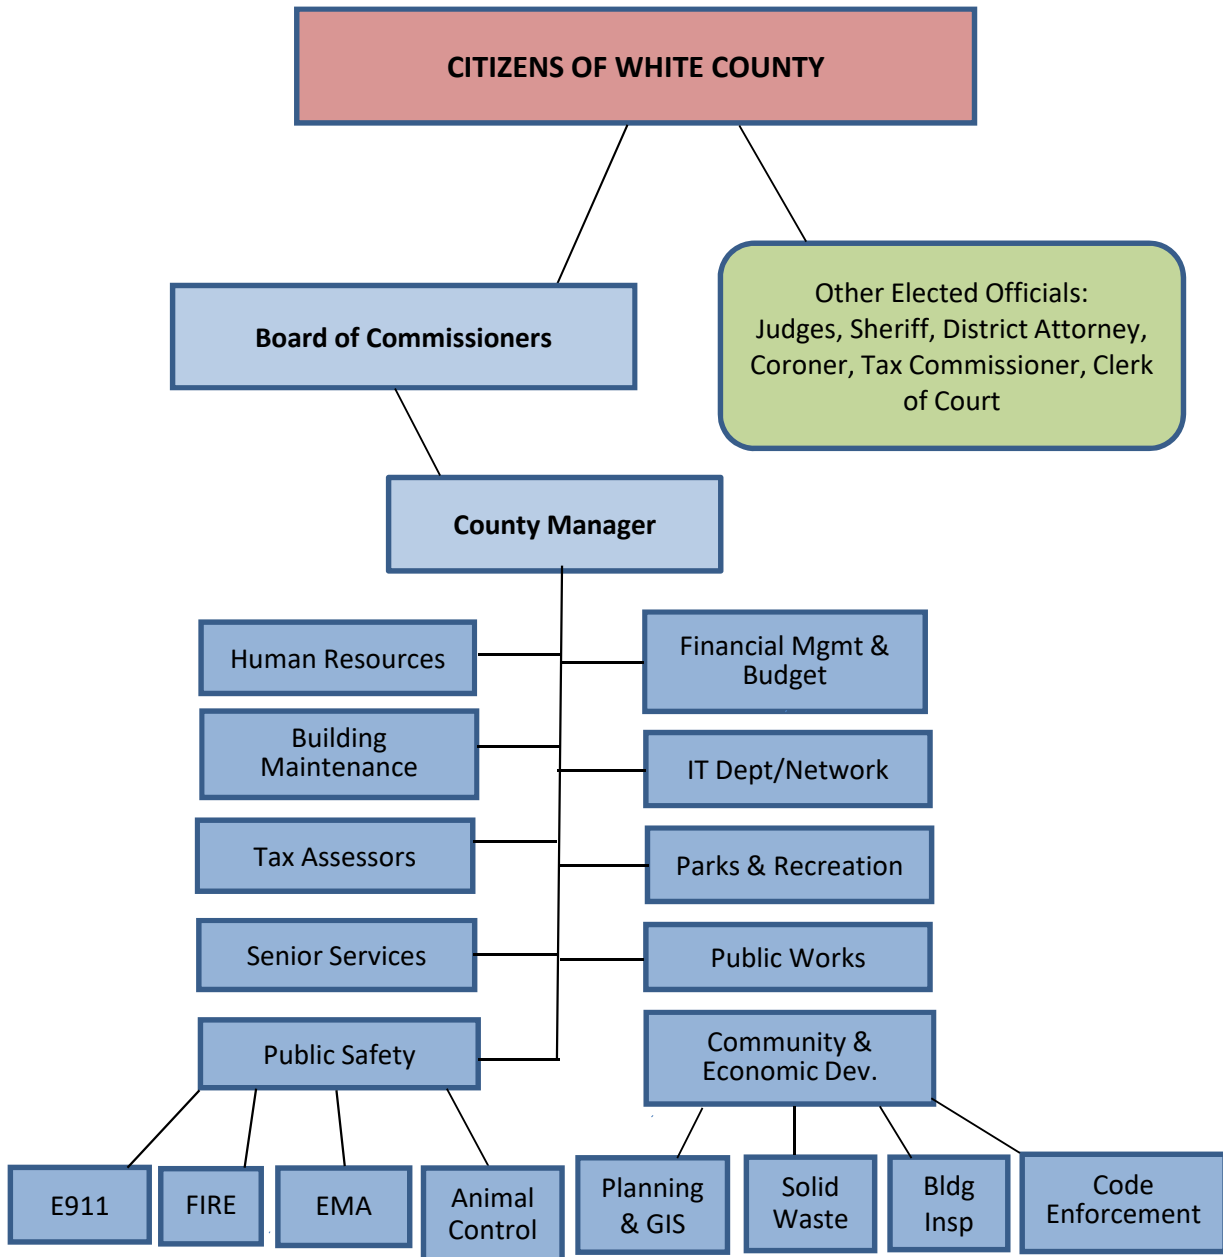 CITIZENS OF WHITE COUNTY
Other Elected Officials:
Judges, Sheriff, District Attorney,
Coroner, Tax Commissioner, Clerk
of Court
Board of Commissioners
County Manager
Human Resources
Financial Mgmt &
Budget
Building
Maintenance
IT Dept/Network
Tax Assessors
Parks & Recreation
Senior Services
Public Works
Public Safety
Community &
Economic Dev.
E911
FIRE
EMA
Animal
Control
Planning
& GIS
Solid
Waste
Bldg
Insp
Code
Enforcement